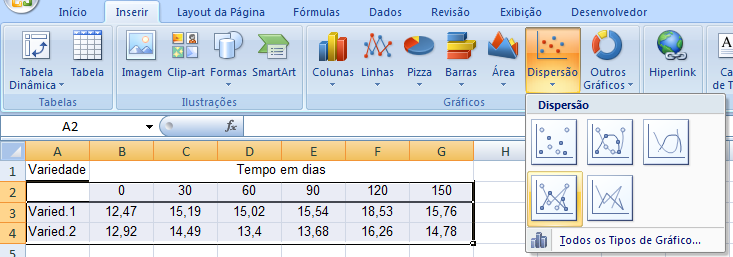 Início Inserir Layout da Página Fórmulas Dados Revisão Exibição Desenvolvedor
Tabela Dinâmica Tabela Imagem Clip-art Formas SmartArt Colunas Linhas Pizza Barras Área Dispersão Outros Gráficos Hiperlink Ca de T
Tabelas Ilustrações Gráficos
Dispersão
A2 fx
A B C D E F G H
1 Variedade Tempo em dias
2 0 30 60 90 120 150
3 Varied.1 12,47 15,19 15,02 15,54 18,53 15,76
4 Varied.2 12,92 14,49 13,4 13,68 16,26 14,78
5
Todos os Tipos de Gráfico...